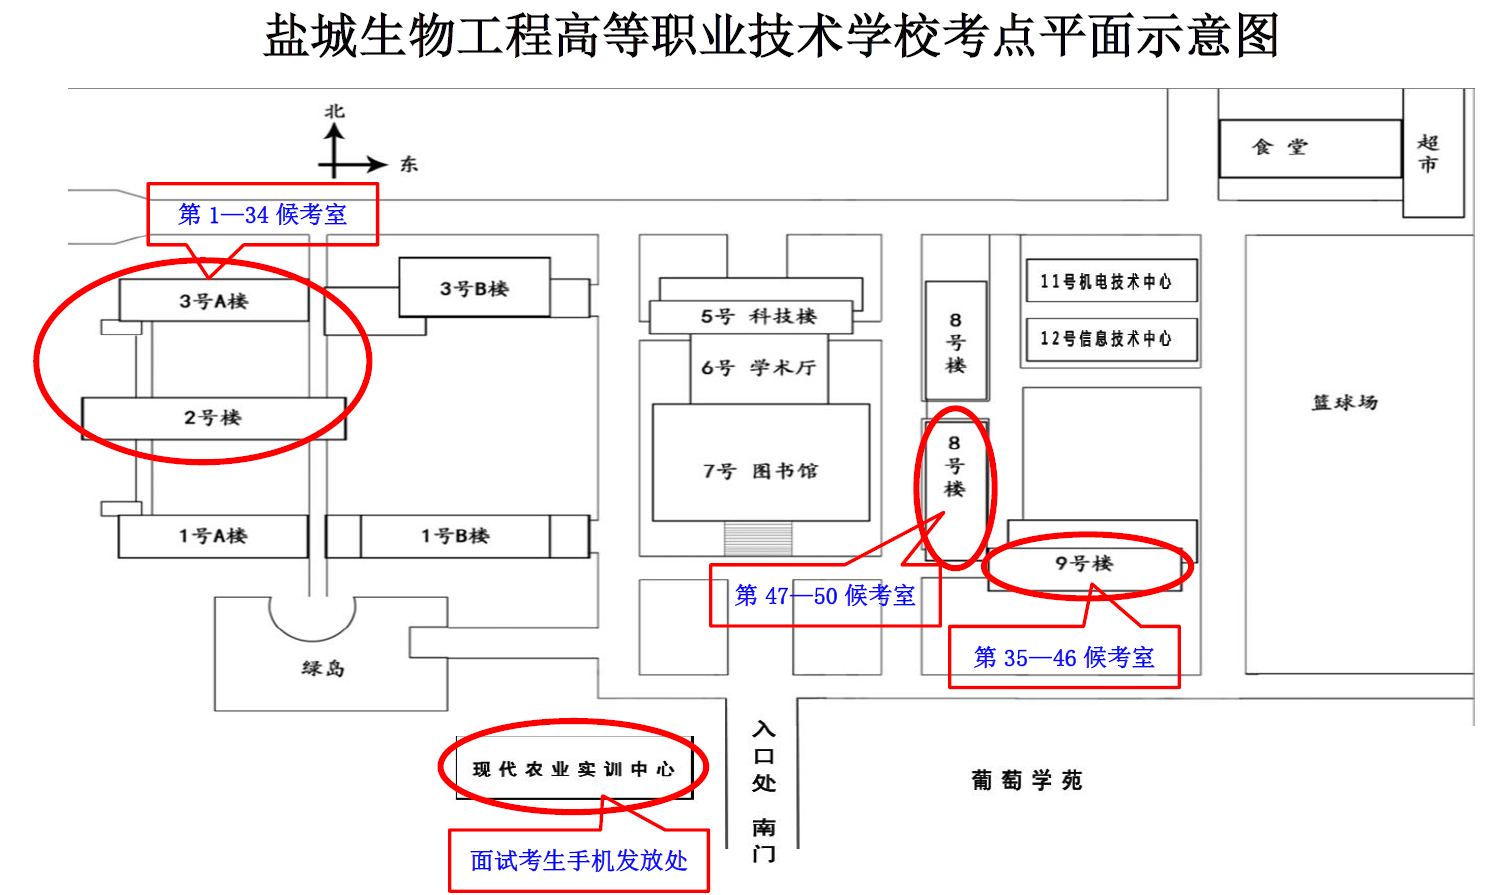 盐城生物工程高等职业技术学校考点平面示意图
北
东
食 堂
超市
第 1—34 候考室
3号A楼
3号B楼
5号 科技楼
6号 学术厅
7号 图书馆
8号楼
11号机电技术中心
12号信息技术中心
篮球场
2号楼
8号楼
1号A楼
1号B楼
9号楼
第 47—50 候考室
第 35—46 候考室
绿岛
入口处 南门
现代农业实训中心
葡萄学苑
面试考生手机发放处